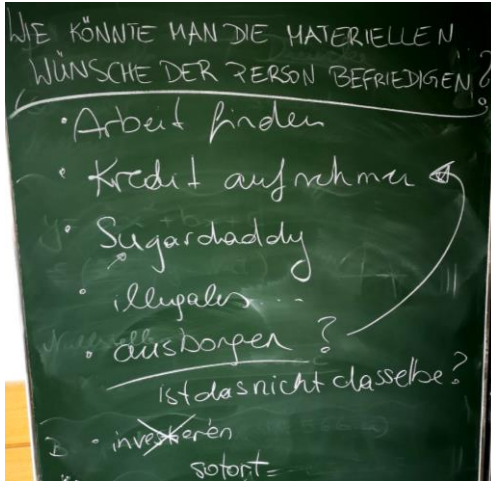 WIE KÖNNTE MAN DIE MATERIELLEN
WÜNSCHE DER PERSON BEFRIEDIGEN?
• Arbeit finden
• Kredit aufnehmen
• Sugardaddy
• illegales ...
• ausborgen ?
ist das nicht dasselbe?
B • investieren
sofort =